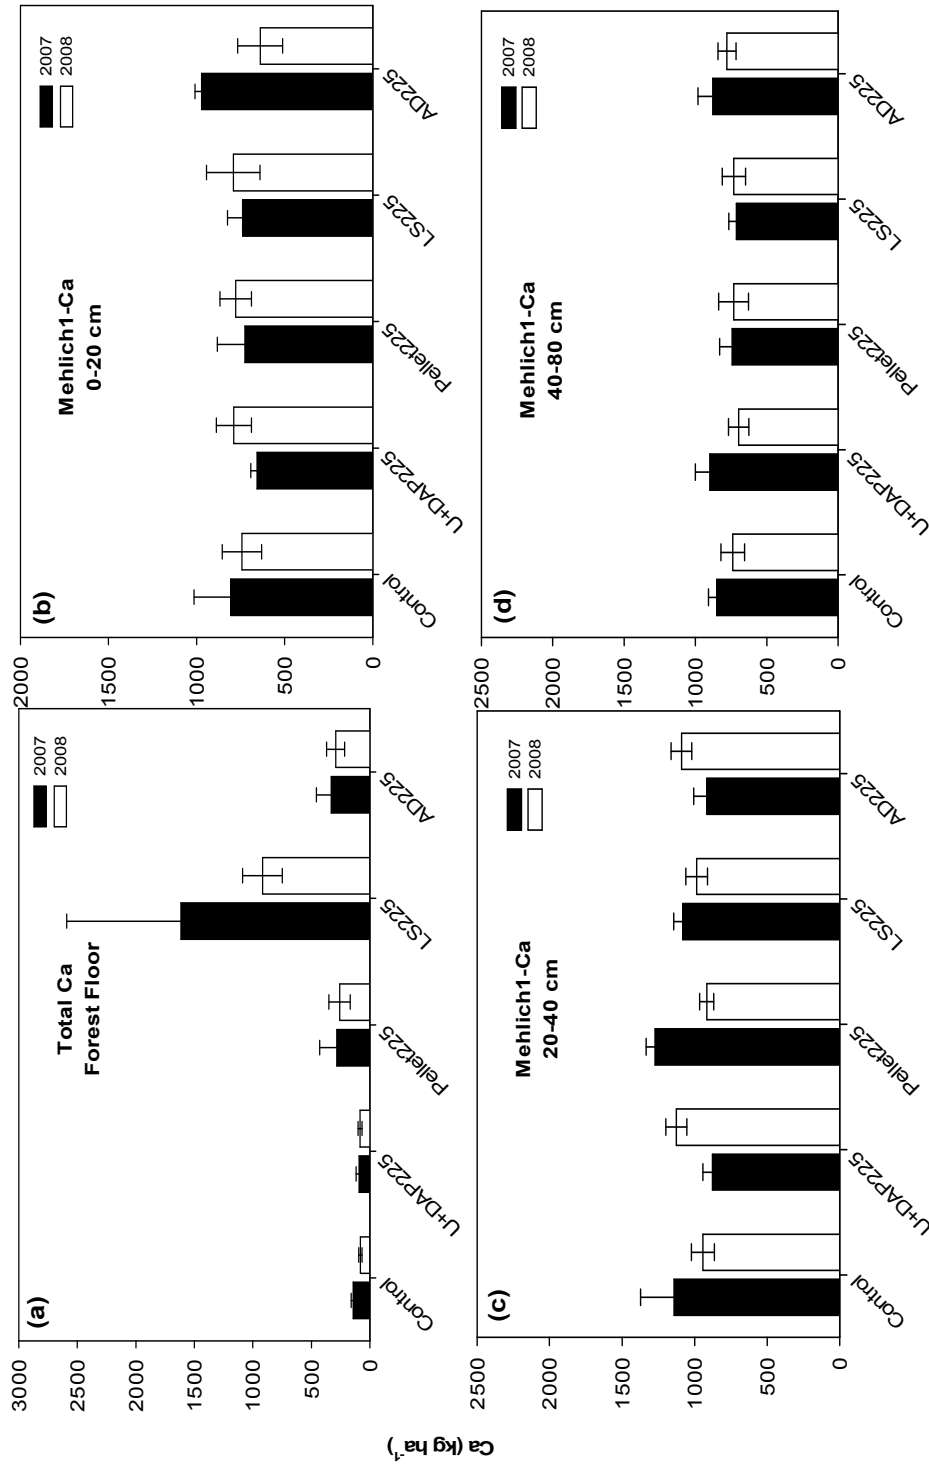 Ca (kg ha-1)
(a)
Total Ca
Forest Floor
2007
2008
3000
2500
2000
1500
1000
500
0
Control
U+DAP225
Pellet225
LS225
AD225
(b)
Mehlich1-Ca
0-20 cm
2007
2008
2000
1500
1000
500
0
Control
U+DAP225
Pellet225
LS225
AD225
(c)
Mehlich1-Ca
20-40 cm
2007
2008
2500
2000
1500
1000
500
0
Control
U+DAP225
Pellet225
LS225
AD225
(d)
Mehlich1-Ca
40-80 cm
2007
2008
2500
2000
1500
1000
500
0
Control
U+DAP225
Pellet225
LS225
AD225